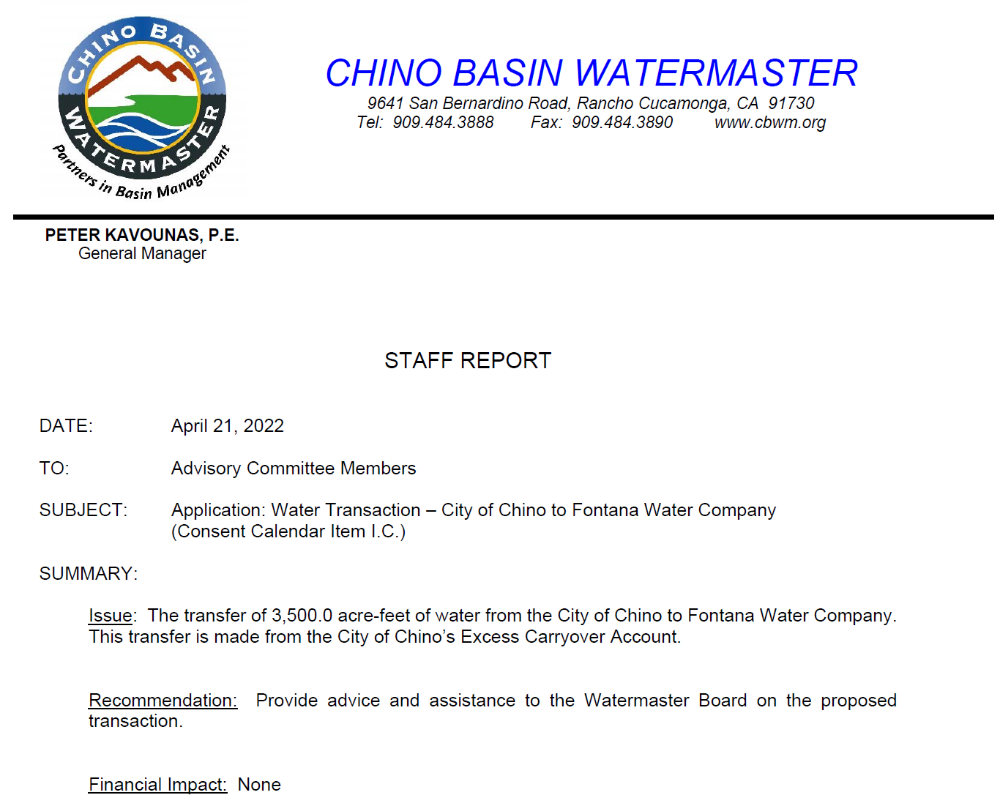 CHINO BASIN
WATERMASTER
Partners in Basin Management
CHINO BASIN WATERMASTER
9641 San Bernardino Road, Rancho Cucamonga, CA 91730
Tel: 909.484.3888 Fax: 909.484.3890 www.cbwm.org
PETER KAVOUNAS, P.E.
General Manager
STAFF REPORT
DATE: April 21, 2022
TO: Advisory Committee Members
SUBJECT: Application: Water Transaction – City of Chino to Fontana Water Company
(Consent Calendar Item I.C.)
SUMMARY:
Issue: The transfer of 3,500.0 acre-feet of water from the City of Chino to Fontana Water Company.
This transfer is made from the City of Chino’s Excess Carryover Account.
Recommendation: Provide advice and assistance to the Watermaster Board on the proposed
transaction.
Financial Impact: None